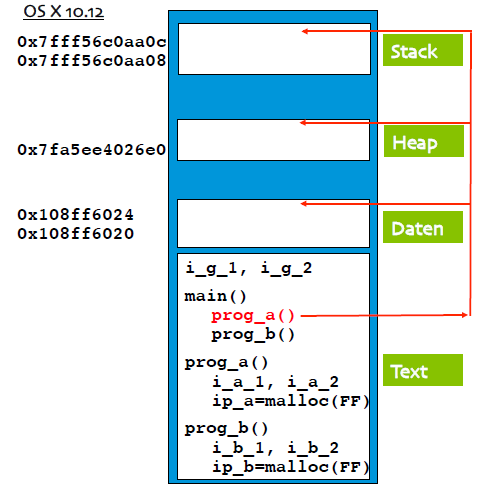 OS X 10.12
0x7fff56c0aa0c
0x7fff56c0aa08
Stack
0x7fa5ee4026e0
Heap
0x108ff6024
0x108ff6020
Daten
i_g_1, i_g_2
main()
prog_a()
prog_b()
prog_a()
i_a_1, i_a_2
ip_a=malloc(FF)
Text
prog_b()
i_b_1, i_b_2
ip_b=malloc(FF)